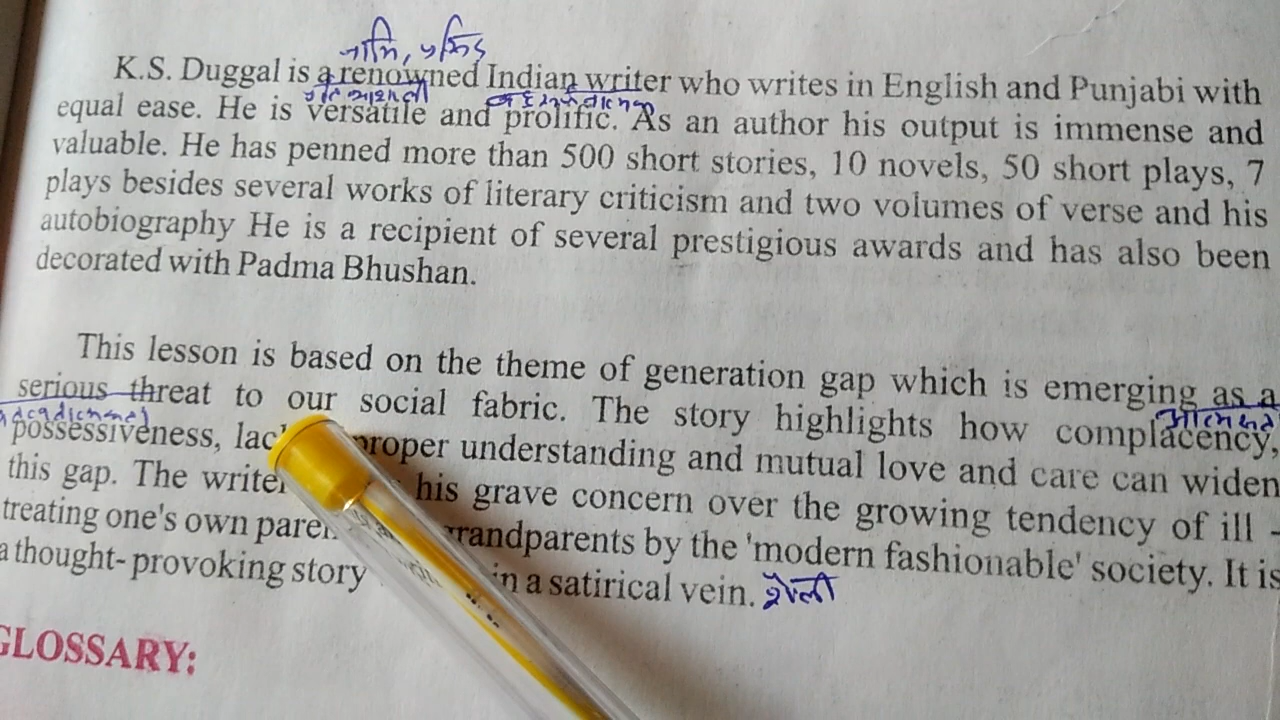 K.S. Duggal is a renowned Indian writer who writes in English and Punjabi with
equal ease. He is versatile and prolific. As an author his output is immense and
valuable. He has penned more than 500 short stories, 10 novels, 50 short plays, 7
plays besides several works of literary criticism and two volumes of verse and his
autobiography He is a recipient of several prestigious awards and has also been
decorated with Padma Bhushan.
This lesson is based on the theme of generation gap which is emerging as a
serious threat to our social fabric. The story highlights how complacency,
possessiveness, proper understanding and mutual love and care can widen
this gap. The his grave concern over the growing tendency of ill -
treating one's own grandparents by the 'modern fashionable' society. It is
a thought- provoking story in a satirical vein. शैली
GLOSSARY: